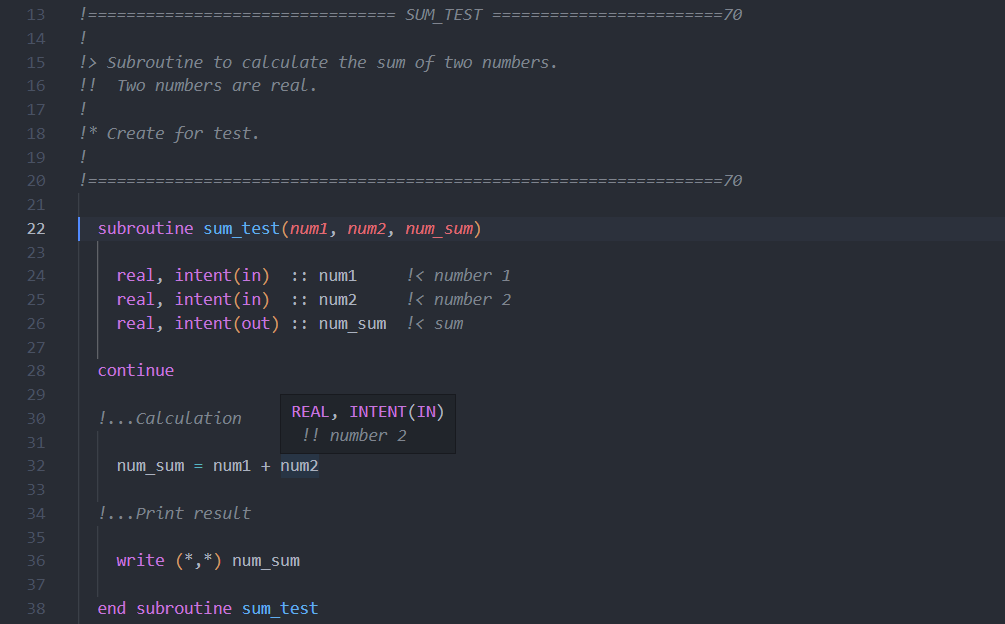 13 !================================ SUM_TEST ========================70
14 !
15 !> Subroutine to calculate the sum of two numbers.
16 !!  Two numbers are real.
17 !
18 !* Create for test.
19 !
20 !==================================================================70
21
22 subroutine sum_test(num1, num2, num_sum)
23
24 real, intent(in)  :: num1     !< number 1
25 real, intent(in)  :: num2     !< number 2
26 real, intent(out) :: num_sum  !< sum
27
28 continue
29
30 !...Calculation
REAL, INTENT(IN)
31
!! number 2
32 num_sum = num1 + num2
33
34 !...Print result
35
36 write (*,*) num_sum
37
38 end subroutine sum_test